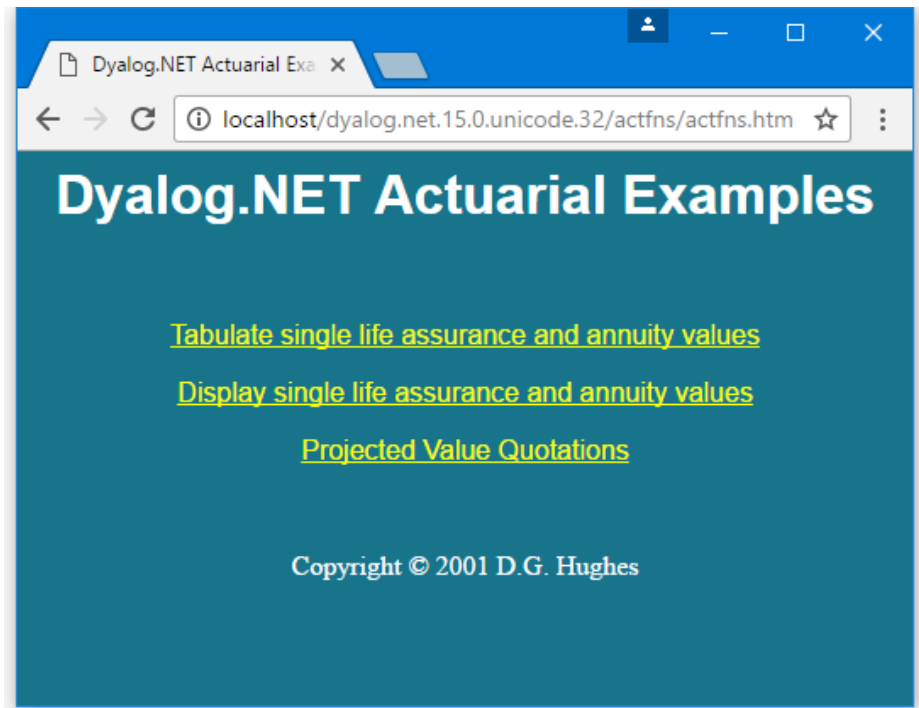 Dyalog.NET Actuarial Exa
localhost/dyalog.net.15.0.unicode.32/actfns/actfns.htm
Dyalog.NET Actuarial Examples
Tabulate single life assurance and annuity values
Display single life assurance and annuity values
Projected Value Quotations
Copyright © 2001 D.G. Hughes